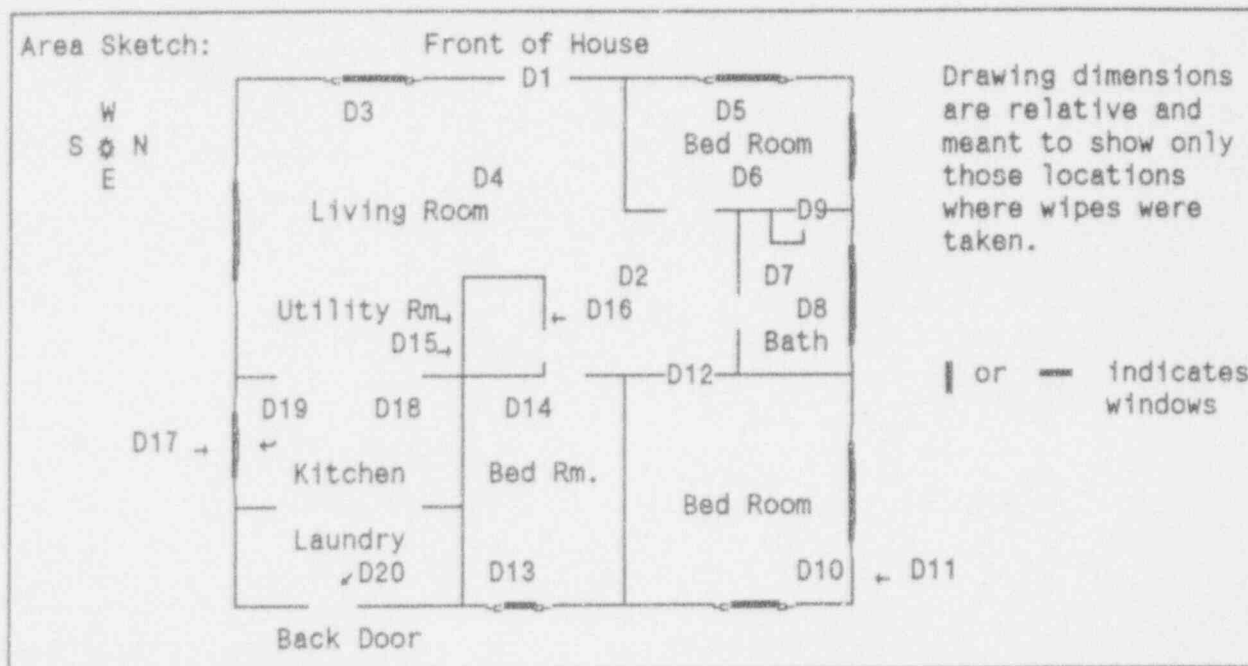 Area Sketch:
Front of House
W
S N
E
D1
D3
D5
Bed Room
D4
D6
Living Room
D9
D2
D7
Utility Rm
D16
D8
D15
Bath
D12
D19
D18
D14
D17
Kitchen
Bed Rm.
Bed Room
Laundry
D20
D13
D10
D11
Back Door
Drawing dimensions
are relative and
meant to show only
those locations
where wipes were
taken.
or indicates
windows